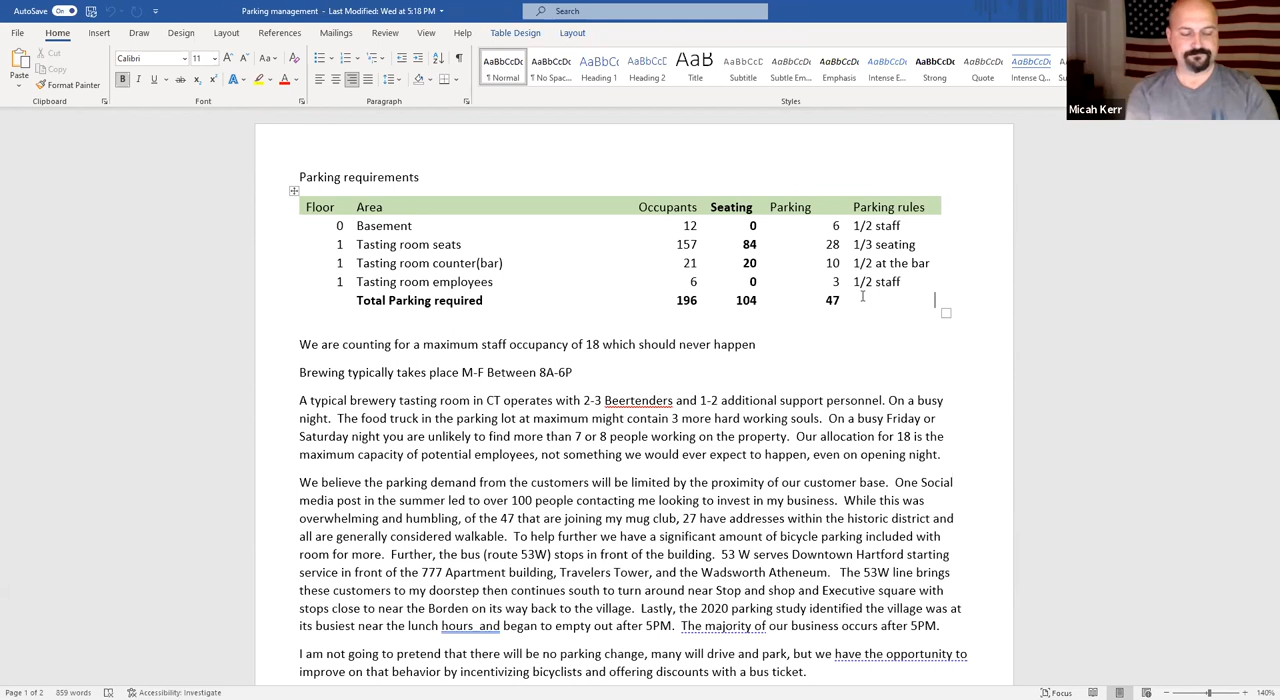 AutoSave On Parking management - Last Modified: Wed at 5:18 PM Search
File Home Insert Draw Design Layout References Mailings Review View Help Table Design Layout
Paste Cut Copy Format Painter
Calibri 11
AaBbCcDc AaBbCcDc AaBbCc AaBbCcC AaB AaBbCcD AaBbCcDc AaBbCcDc AaBbCcDc AaBbCcDc AaBbCcDc AaBbCcDc
¶ Normal ¶ No Spac... Heading 1 Heading 2 Title Subtitle Subtle Em... Emphasis Intense E... Strong Quote Intense Q...
Clipboard Font Paragraph Styles
Micah Kerr
Parking requirements
Floor Area Occupants Seating Parking Parking rules
0 Basement 12 0 6 1/2 staff
1 Tasting room seats 157 84 28 1/3 seating
1 Tasting room counter(bar) 21 20 10 1/2 at the bar
1 Tasting room employees 6 0 3 1/2 staff
Total Parking required 196 104 47
We are counting for a maximum staff occupancy of 18 which should never happen
Brewing typically takes place M-F Between 8A-6P
A typical brewery tasting room in CT operates with 2-3 Beertenders and 1-2 additional support personnel. On a busy
night. The food truck in the parking lot at maximum might contain 3 more hard working souls. On a busy Friday or
Saturday night you are unlikely to find more than 7 or 8 people working on the property. Our allocation for 18 is the
maximum capacity of potential employees, not something we would ever expect to happen, even on opening night.
We believe the parking demand from the customers will be limited by the proximity of our customer base. One Social
media post in the summer led to over 100 people contacting me looking to invest in my business. While this was
overwhelming and humbling, of the 47 that are joining my mug club, 27 have addresses within the historic district and
all are generally considered walkable. To help further we have a significant amount of bicycle parking included with
room for more. Further, the bus (route 53W) stops in front of the building. 53 W serves Downtown Hartford starting
service in front of the 777 Apartment building, Travelers Tower, and the Wadsworth Atheneum. The 53W line brings
these customers to my doorstep then continues south to turn around near Stop and shop and Executive square with
stops close to near the Borden on its way back to the village. Lastly, the 2020 parking study identified the village was at
its busiest near the lunch hours and began to empty out after 5PM. The majority of our business occurs after 5PM.
I am not going to pretend that there will be no parking change, many will drive and park, but we have the opportunity to
improve on that behavior by incentivizing bicyclists and offering discounts with a bus ticket.
Page 1 of 2 859 words Accessibility: Investigate Focus 140%